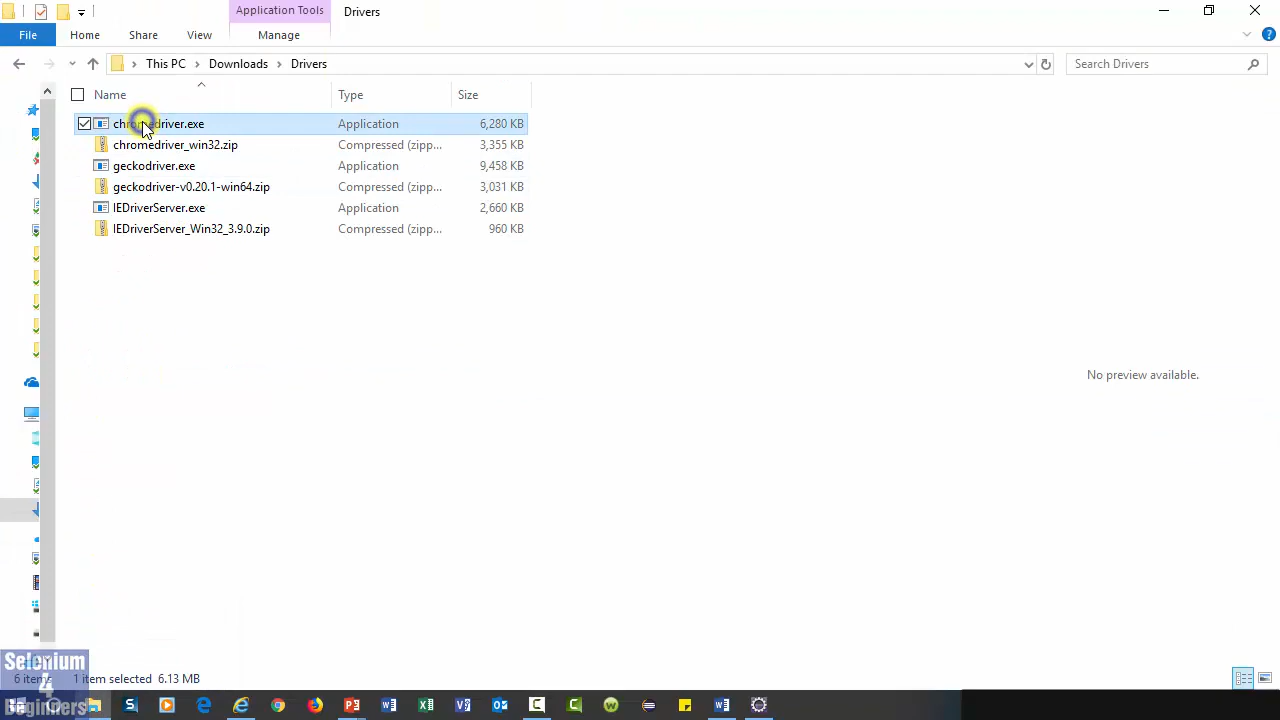 Application Tools Drivers
File Home Share View Manage
This PC Downloads Drivers Search Drivers
Name Type Size
chromedriver.exe Application 6,280 KB
chromedriver_win32.zip Compressed (zipp... 3,355 KB
geckodriver.exe Application 9,458 KB
geckodriver-v0.20.1-win64.zip Compressed (zipp... 3,031 KB
IEDriverServer.exe Application 2,660 KB
IEDriverServer_Win32_3.9.0.zip Compressed (zipp... 960 KB
No preview available.
Selenium
6 items 1 item selected 6.13 MB
4
Beginners